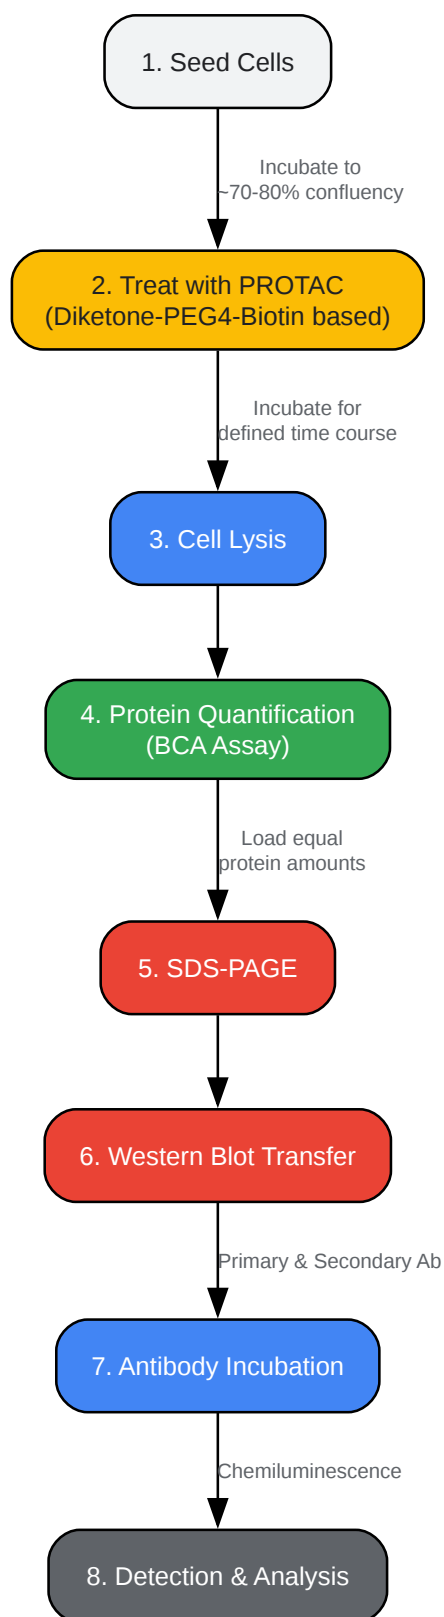 1. Seed Cells
Incubate to
~70-80% confluency
2. Treat with PROTAC
(Diketone-PEG4-Biotin based)
Incubate for
defined time course
3. Cell Lysis
4. Protein Quantification
(BCA Assay)
Load equal
protein amounts
5. SDS-PAGE
6. Western Blot Transfer
Primary & Secondary Ab
7. Antibody Incubation
Chemiluminescence
8. Detection & Analysis